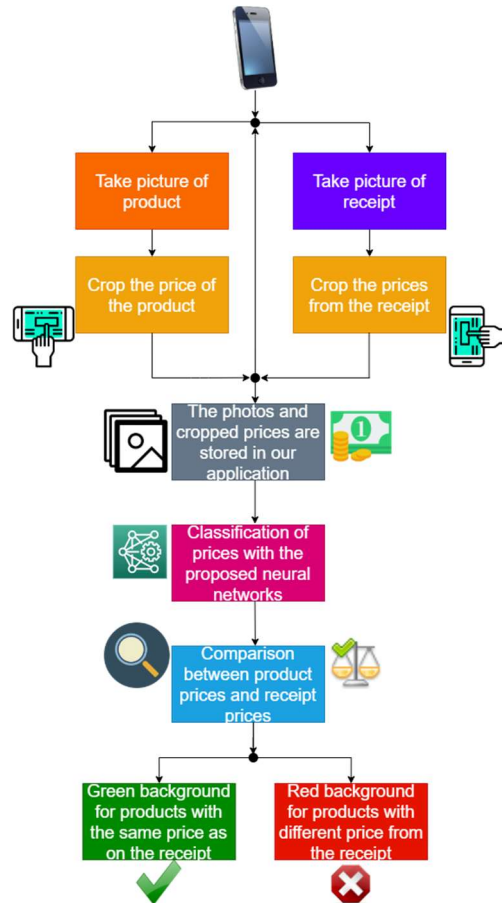 Take picture of
product
Take picture of
receipt
Crop the price of
the product
Crop the prices
from the receipt
The photos and
cropped prices are
stored in our
application
1
Classification of
prices with the
proposed neural
networks
Comparison
between product
prices and receipt
prices
Green background
for products with
the same price as
on the receipt
Red background
for products with
different price from
the receipt